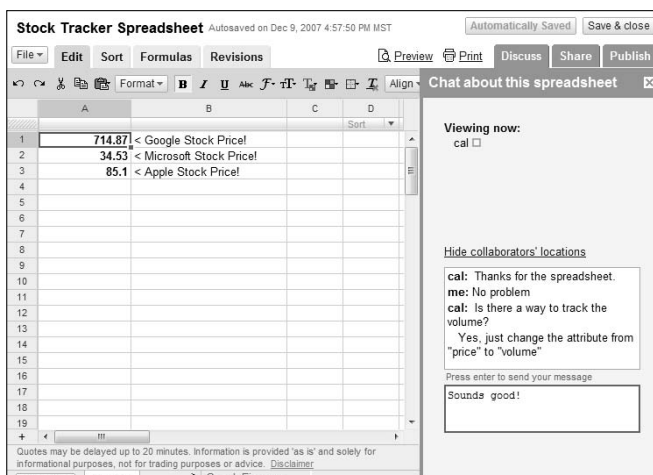 Stock Tracker Spreadsheet Autosaved on Dec 9, 2007 4:57:50 PM MST Automatically Saved Save & close
File Edit Sort Formulas Revisions Preview Print Discuss Share Publish
Format B I U Abc F T Align
A B C D
Sort
1 714.87 < Google Stock Price!
2 34.53 < Microsoft Stock Price!
3 85.1 < Apple Stock Price!
4
5
6
7
8
9
10
11
12
13
14
15
16
17
18
19
+
Quotes may be delayed up to 20 minutes. Information is provided 'as is' and solely for
informational purposes, not for trading purposes or advice. Disclaimer
Chat about this spreadsheet
Viewing now:
cal
Hide collaborators' locations
cal: Thanks for the spreadsheet.
me: No problem
cal: Is there a way to track the
volume?
Yes, just change the attribute from
"price" to "volume"
Press enter to send your message
Sounds good!